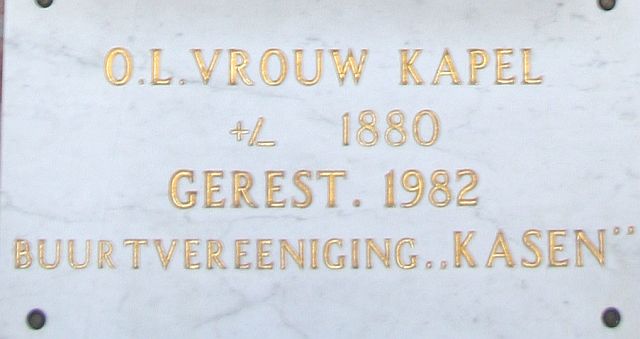 O.L. VROUW KAPEL
+/- 1880
GEREST. 1982
BUURTVEREENIGING „KASEN"